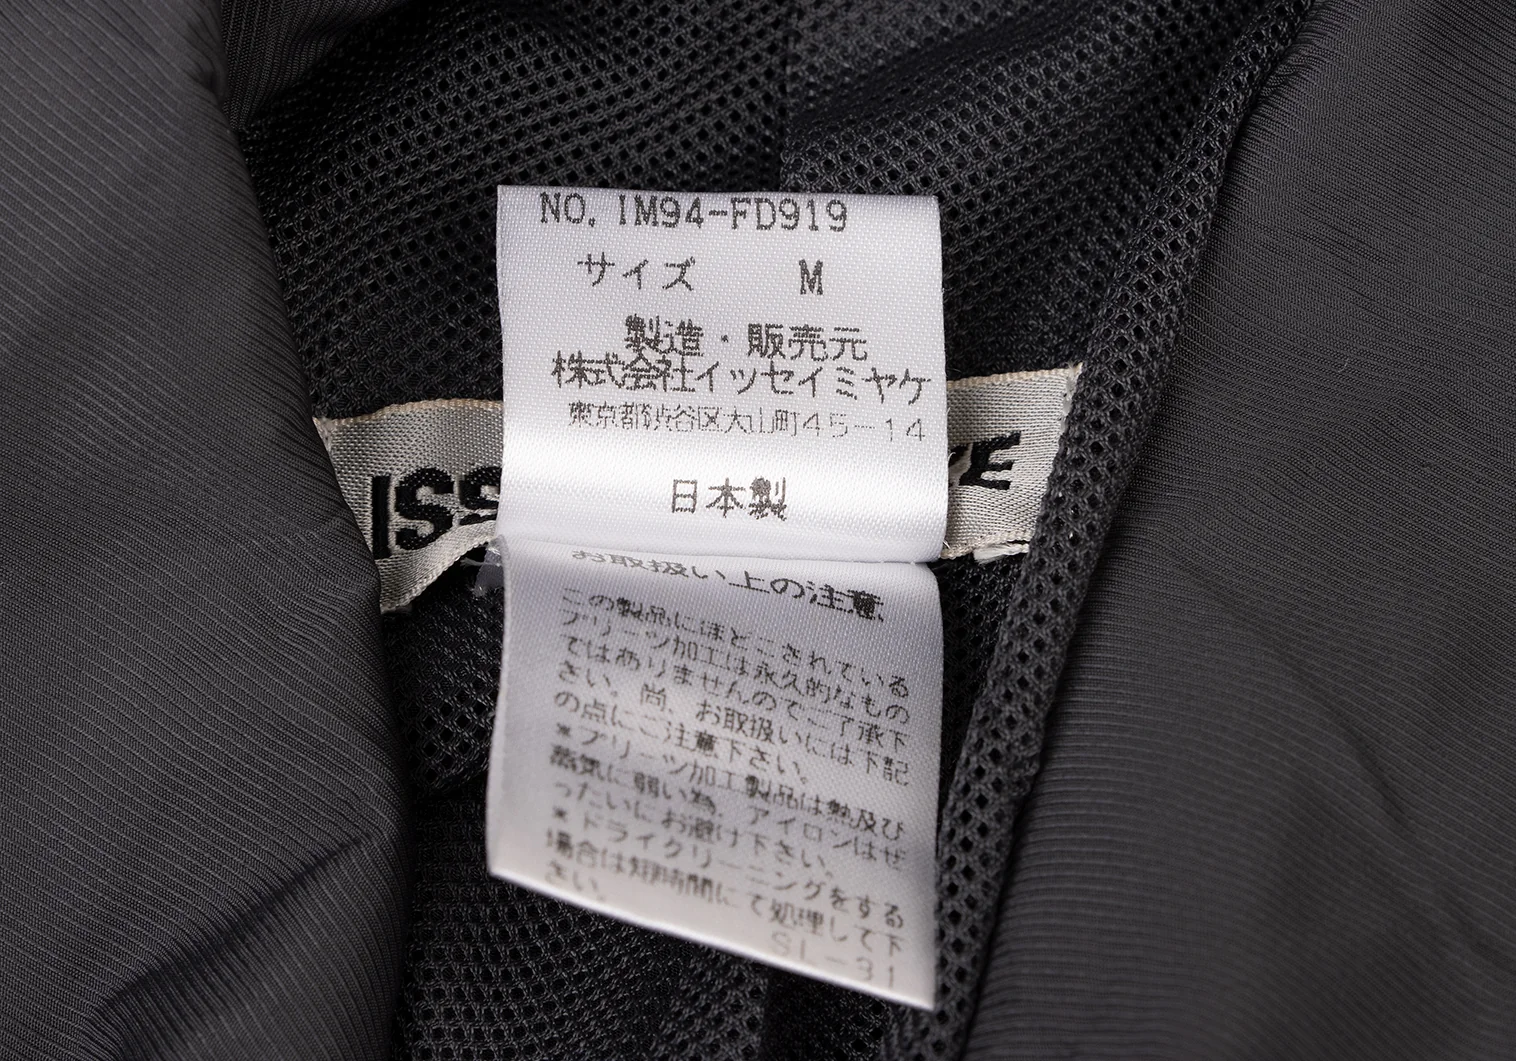 NO. IM94-FD919
サイズ M
製造・販売元
株式会社イッセイミヤケ
東京都渋谷区大山町45-14
ISS
KE
日本製
お取扱い上の注意
この製品にほどこされている
プリーツ加工は永久的なもの
ではありませんのでご了承下
さい。尚、お取扱いには下記
の点にご注意下さい。
*プリーツ加工製品は熱及び
蒸気に弱い為、アイロンはぜ
ったいにお避け下さい。
*ドライクリーニングをする
場合は短時間にて処理して下
さい。
SL-31